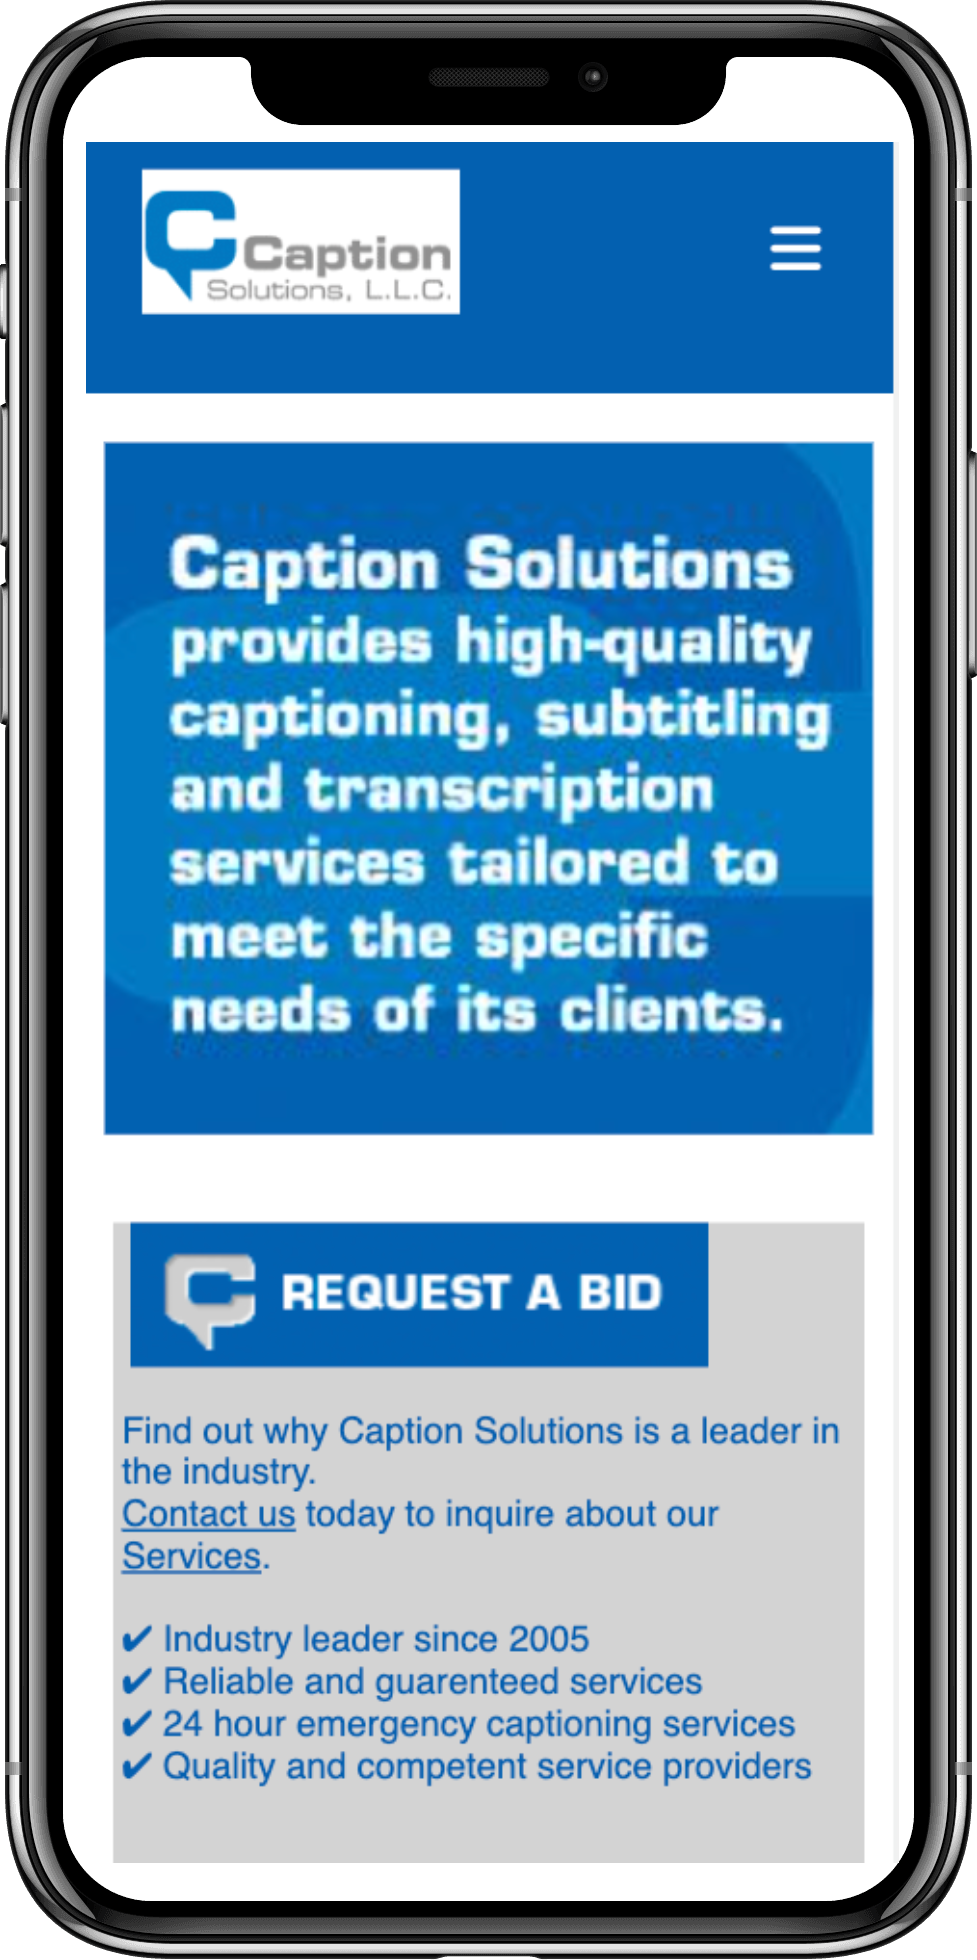 Caption
Solutions, L.L.C.
Caption Solutions
provides high-quality
captioning, subtitling
and transcription
services tailored to
meet the specific
needs of its clients.
REQUEST A BID
Find out why Caption Solutions is a leader in
the industry.
Contact us today to inquire about our
Services.
✔ Industry leader since 2005
✔ Reliable and guarenteed services
✔ 24 hour emergency captioning services
✔ Quality and competent service providers